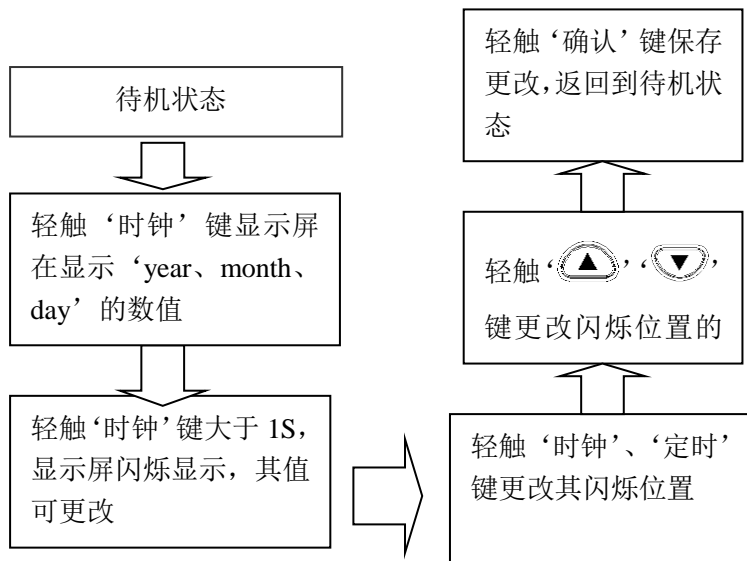 待机状态
轻触‘时钟’键显示屏
在显示‘year、month、
day’的数值
轻触‘时钟’键大于 1S，
显示屏闪烁显示，其值
可更改
轻触‘时钟’、‘定时’
键更改其闪烁位置
轻触‘▲’‘▼’
键更改闪烁位置的
轻触‘确认’键保存
更改，返回到待机状
态